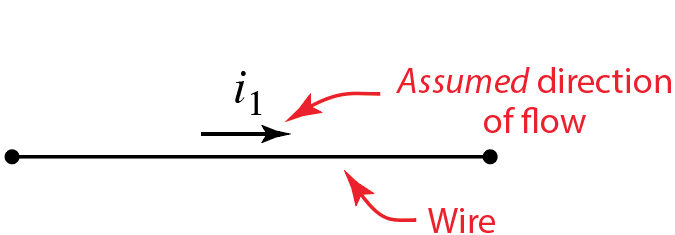 i₁
Assumed direction
of flow
Wire